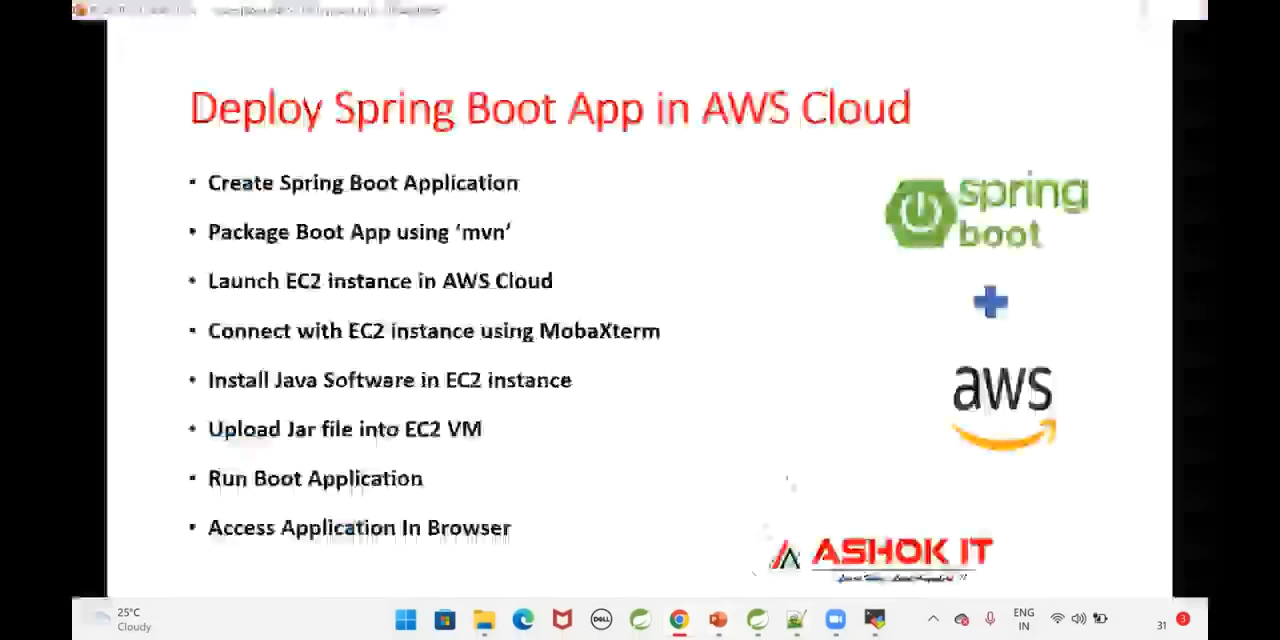 Deploy Spring Boot App in AWS Cloud
• Create Spring Boot Application
• Package Boot App using ‘mvn’
• Launch EC2 instance in AWS Cloud
• Connect with EC2 instance using MobaXterm
• Install Java Software in EC2 instance
• Upload Jar file into EC2 VM
• Run Boot Application
• Access Application In Browser
spring
boot
aws
ASHOK IT
25°C
Cloudy
DELL
ENG
IN
31
3